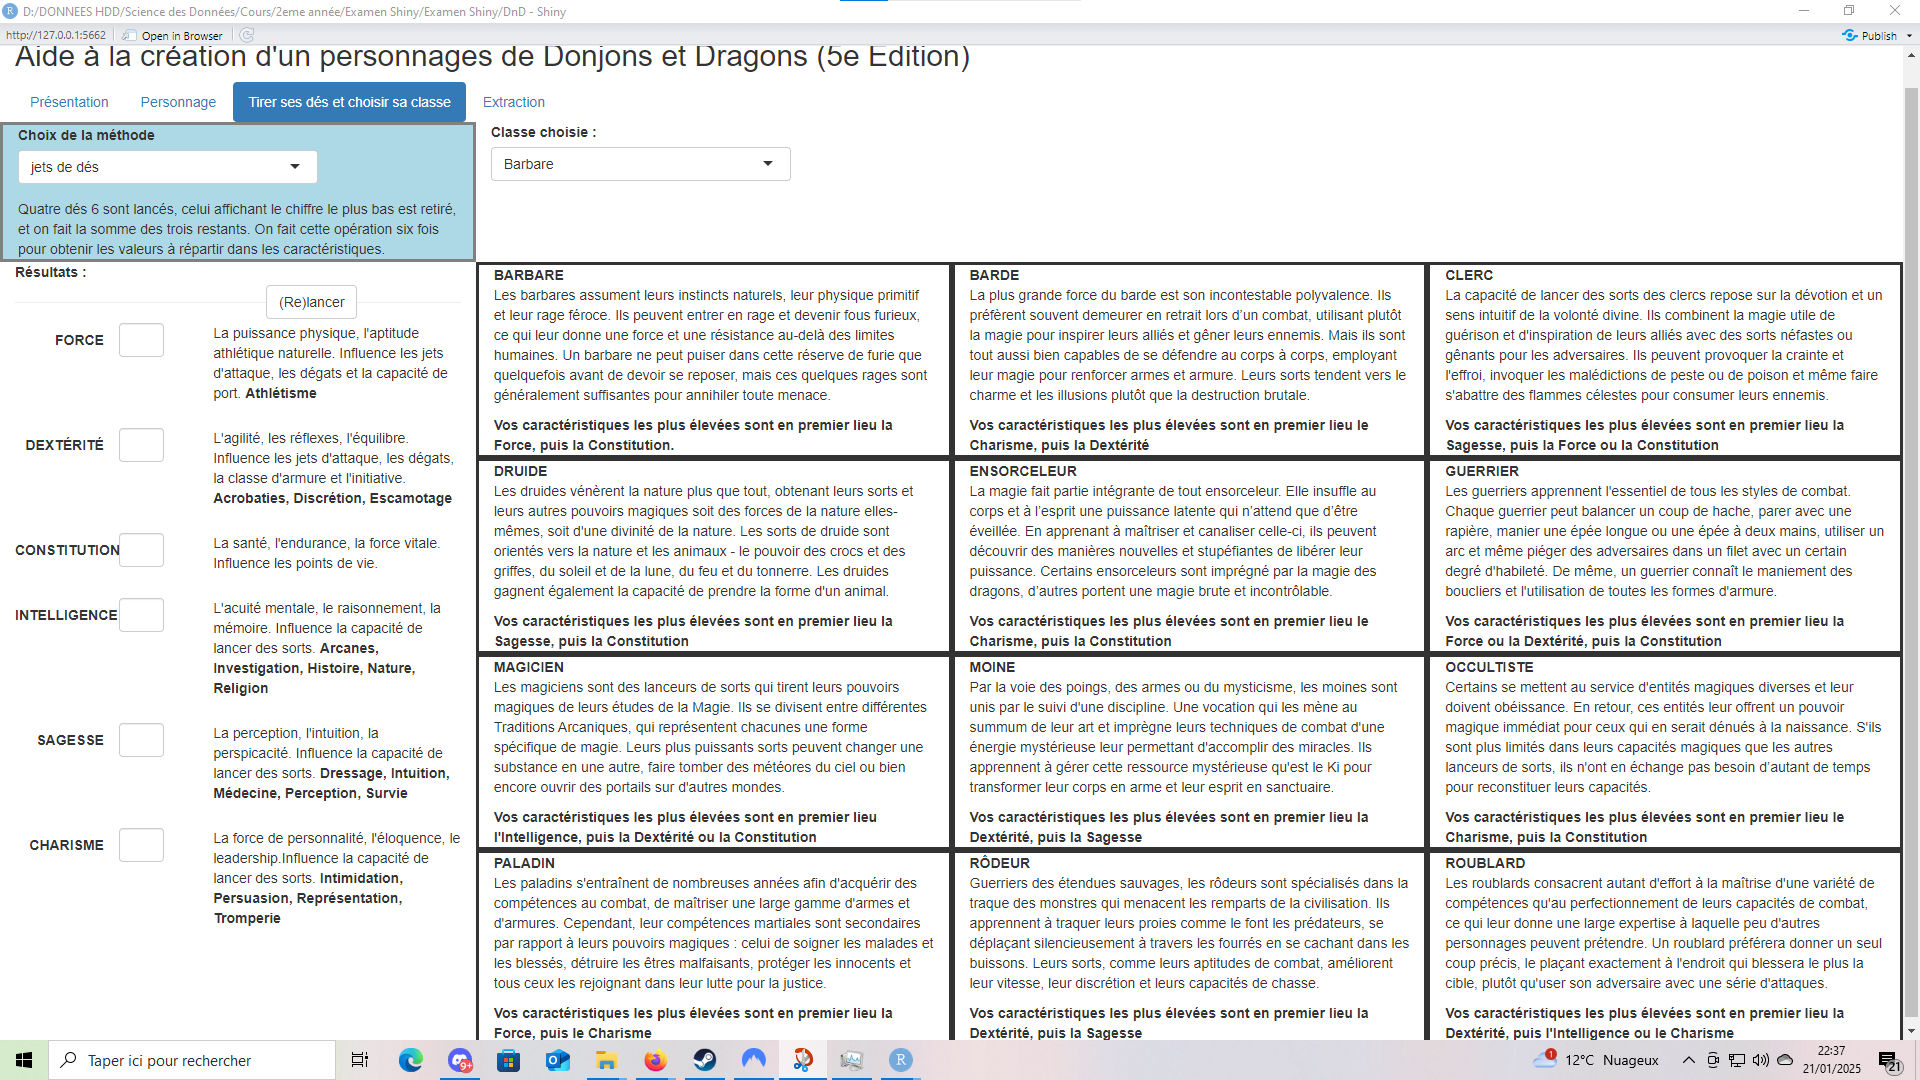 D:/DONNEES HDD/Science des Données/Cours/2eme année/Examen Shiny/Examen Shiny/DnD - Shiny
http://127.0.0.1:5662
Open in Browser
Publish
Aide à la création d'un personnages de Donjons et Dragons (5e Edition)
Présentation
Personnage
Tirer ses dés et choisir sa classe
Extraction
Choix de la méthode
jets de dés
Quatre dés 6 sont lancés, celui affichant le chiffre le plus bas est retiré,
et on fait la somme des trois restants. On fait cette opération six fois
pour obtenir les valeurs à répartir dans les caractéristiques.
Classe choisie :
Barbare
Résultats :
(Re)lancer
FORCE
La puissance physique, l'aptitude
athlétique naturelle. Influence les jets
d'attaque, les dégats et la capacité de
port. Athlétisme
DEXTÉRITÉ
L'agilité, les réflexes, l'équilibre.
Influence les jets d'attaque, les dégats,
la classe d'armure et l'initiative.
Acrobaties, Discrétion, Escamotage
CONSTITUTION
La santé, l'endurance, la force vitale.
Influence les points de vie.
INTELLIGENCE
L'acuité mentale, le raisonnement, la
mémoire. Influence la capacité de
lancer des sorts. Arcanes,
Investigation, Histoire, Nature,
Religion
SAGESSE
La perception, l'intuition, la
perspicacité. Influence la capacité de
lancer des sorts. Dressage, Intuition,
Médecine, Perception, Survie
CHARISME
La force de personnalité, l'éloquence, le
leadership.Influence la capacité de
lancer des sorts. Intimidation,
Persuasion, Représentation,
Tromperie
BARBARE
Les barbares assument leurs instincts naturels, leur physique primitif
et leur rage féroce. Ils peuvent entrer en rage et devenir fous furieux,
ce qui leur donne une force et une résistance au-delà des limites
humaines. Un barbare ne peut puiser dans cette réserve de furie que
quelquefois avant de devoir se reposer, mais ces quelques rages sont
généralement suffisantes pour annihiler toute menace.
Vos caractéristiques les plus élevées sont en premier lieu la
Force, puis la Constitution.
BARDE
La plus grande force du barde est son incontestable polyvalence. Ils
préfèrent souvent demeurer en retrait lors d’un combat, utilisant plutôt
la magie pour inspirer leurs alliés et gêner leurs ennemis. Mais ils sont
tout aussi bien capables de se défendre au corps à corps, employant
leur magie pour renforcer armes et armure. Leurs sorts tendent vers le
charme et les illusions plutôt que la destruction brutale.
Vos caractéristiques les plus élevées sont en premier lieu le
Charisme, puis la Dextérité
CLERC
La capacité de lancer des sorts des clercs repose sur la dévotion et un
sens intuitif de la volonté divine. Ils combinent la magie utile de
guérison et d'inspiration de leurs alliés avec des sorts néfastes ou
gênants pour les adversaires. Ils peuvent provoquer la crainte et
l'effroi, invoquer les malédictions de peste ou de poison et même faire
s'abattre des flammes célestes pour consumer leurs ennemis.
Vos caractéristiques les plus élevées sont en premier lieu la
Sagesse, puis la Force ou la Constitution
DRUIDE
Les druides vénèrent la nature plus que tout, obtenant leurs sorts et
leurs autres pouvoirs magiques soit des forces de la nature elles-
mêmes, soit d'une divinité de la nature. Les sorts de druide sont
orientés vers la nature et les animaux - le pouvoir des crocs et des
griffes, du soleil et de la lune, du feu et du tonnerre. Les druides
gagnent également la capacité de prendre la forme d'un animal.
Vos caractéristiques les plus élevées sont en premier lieu la
Sagesse, puis la Constitution
ENSORCELEUR
La magie fait partie intégrante de tout ensorceleur. Elle insuffle au
corps et à l’esprit une puissance latente qui n’attend que d’être
éveillée. En apprenant à maîtriser et canaliser celle-ci, ils peuvent
découvrir des manières nouvelles et stupéfiantes de libérer leur
puissance. Certains ensorceleurs sont imprégné par la magie des
dragons, d’autres portent une magie brute et incontrôlable.
Vos caractéristiques les plus élevées sont en premier lieu le
Charisme, puis la Constitution
GUERRIER
Les guerriers apprennent l'essentiel de tous les styles de combat.
Chaque guerrier peut balancer un coup de hache, parer avec une
rapière, manier une épée longue ou une épée à deux mains, utiliser un
arc et même piéger des adversaires dans un filet avec un certain
degré d'habileté. De même, un guerrier connaît le maniement des
boucliers et l'utilisation de toutes les formes d'armure.
Vos caractéristiques les plus élevées sont en premier lieu la
Force ou la Dextérité, puis la Constitution
MAGICIEN
Les magiciens sont des lanceurs de sorts qui tirent leurs pouvoirs
magiques de leurs études de la Magie. Ils se divisent entre différentes
Traditions Arcaniques, qui représentent chacunes une forme
spécifique de magie. Leurs plus puissants sorts peuvent changer une
substance en une autre, faire tomber des météores du ciel ou bien
encore ouvrir des portails sur d'autres mondes.
Vos caractéristiques les plus élevées sont en premier lieu
l'Intelligence, puis la Dextérité ou la Constitution
MOINE
Par la voie des poings, des armes ou du mysticisme, les moines sont
unis par le suivi d'une discipline. Une vocation qui les mène au
summum de leur art et imprègne leurs techniques de combat d'une
énergie mystérieuse leur permettant d'accomplir des miracles. Ils
apprennent à gérer cette ressource mystérieuse qu'est le Ki pour
transformer leur corps en arme et leur esprit en sanctuaire.
Vos caractéristiques les plus élevées sont en premier lieu la
Dextérité, puis la Sagesse
OCCULTISTE
Certains se mettent au service d'entités magiques diverses et leur
doivent obéissance. En retour, ces entités leur offrent un pouvoir
magique immédiat pour ceux qui en serait dénués à la naissance. S'ils
sont plus limités dans leurs capacités magiques que les autres
lanceurs de sorts, ils n'ont en échange pas besoin d’autant de temps
pour reconstituer leurs capacités.
Vos caractéristiques les plus élevées sont en premier lieu le
Charisme, puis la Constitution
PALADIN
Les paladins s'entraînent de nombreuses années afin d'acquérir des
compétences au combat, de maîtriser une large gamme d'armes et
d'armures. Cependant, leur compétences martiales sont secondaires
par rapport à leurs pouvoirs magiques : celui de soigner les malades et
les blessés, détruire les êtres malfaisants, protéger les innocents et
tous ceux les rejoignant dans leur lutte pour la justice.
Vos caractéristiques les plus élevées sont en premier lieu la
Force, puis le Charisme
RÔDEUR
Guerriers des étendues sauvages, les rôdeurs sont spécialisés dans la
traque des monstres qui menacent les remparts de la civilisation. Ils
apprennent à traquer leurs proies comme le font les prédateurs, se
déplaçant silencieusement à travers les fourrés en se cachant dans les
buissons. Leurs sorts, comme leurs aptitudes de combat, améliorent
leur vitesse, leur discrétion et leurs capacités de chasse.
Vos caractéristiques les plus élevées sont en premier lieu la
Dextérité, puis la Sagesse
ROUBLARD
Les roublards consacrent autant d'effort à la maîtrise d'une variété de
compétences qu'au perfectionnement de leurs capacités de combat,
ce qui leur donne une large expertise à laquelle peu d'autres
personnages peuvent prétendre. Un roublard préférera donner un seul
coup précis, le plaçant exactement à l'endroit qui blessera le plus la
cible, plutôt qu'user son adversaire avec une série d'attaques.
Vos caractéristiques les plus élevées sont en premier lieu la
Dextérité, puis l'Intelligence ou le Charisme
Taper ici pour rechercher
9+
R
1
12°C Nuageux
22:37
21/01/2025
21